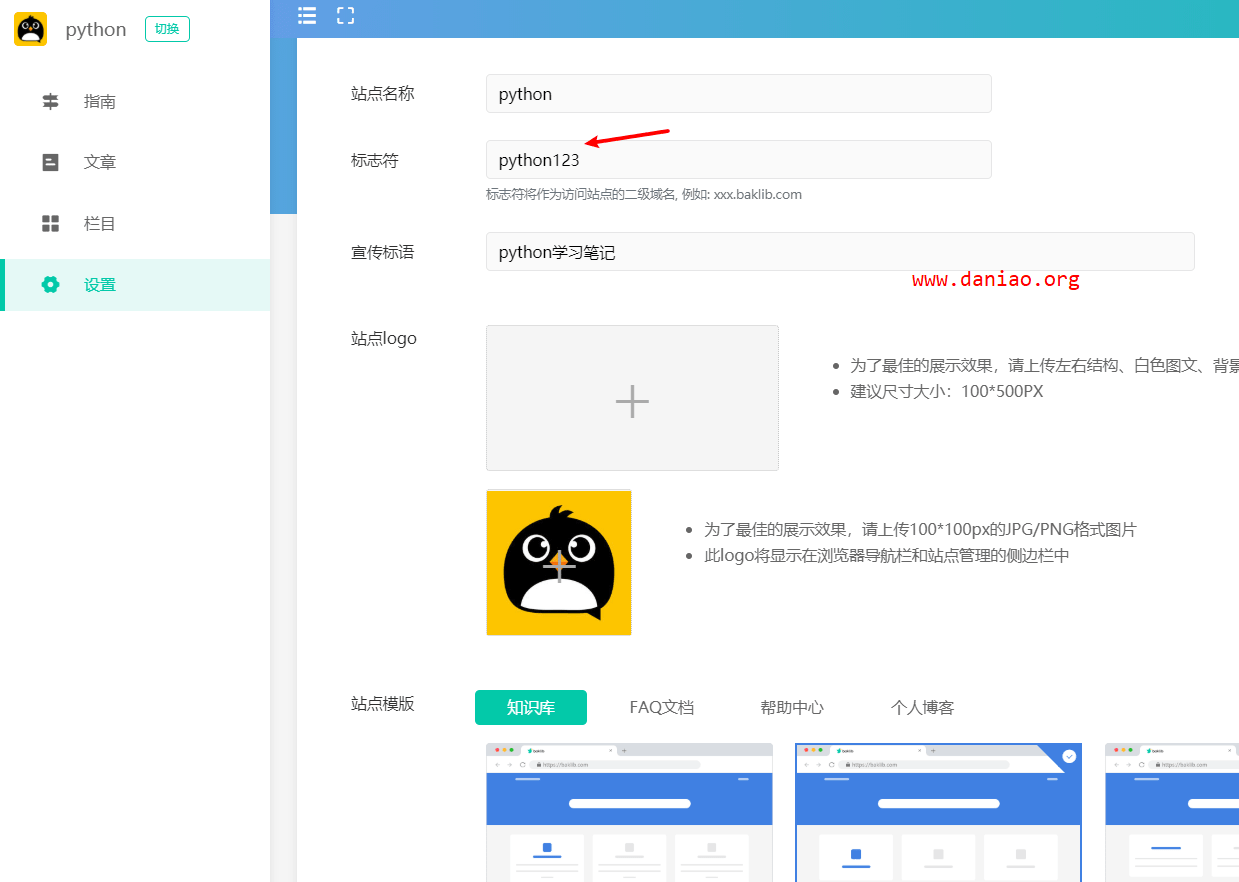 python 切换
指南
文章
栏目
设置
站点名称 python
标志符 python123
标志符将作为访问站点的二级域名, 例如: xxx.baklib.com
宣传标语 python学习笔记
www.daniao.org
站点logo
为了最佳的展示效果，请上传左右结构、白色图文、背景
建议尺寸大小：100*500PX
为了最佳的展示效果，请上传100*100px的JPG/PNG格式图片
此logo将显示在浏览器导航栏和站点管理的侧边栏中
站点模版 知识库 FAQ文档 帮助中心 个人博客
baklib baklib baklib
https://baklib.com https://baklib.com https://baklib.com